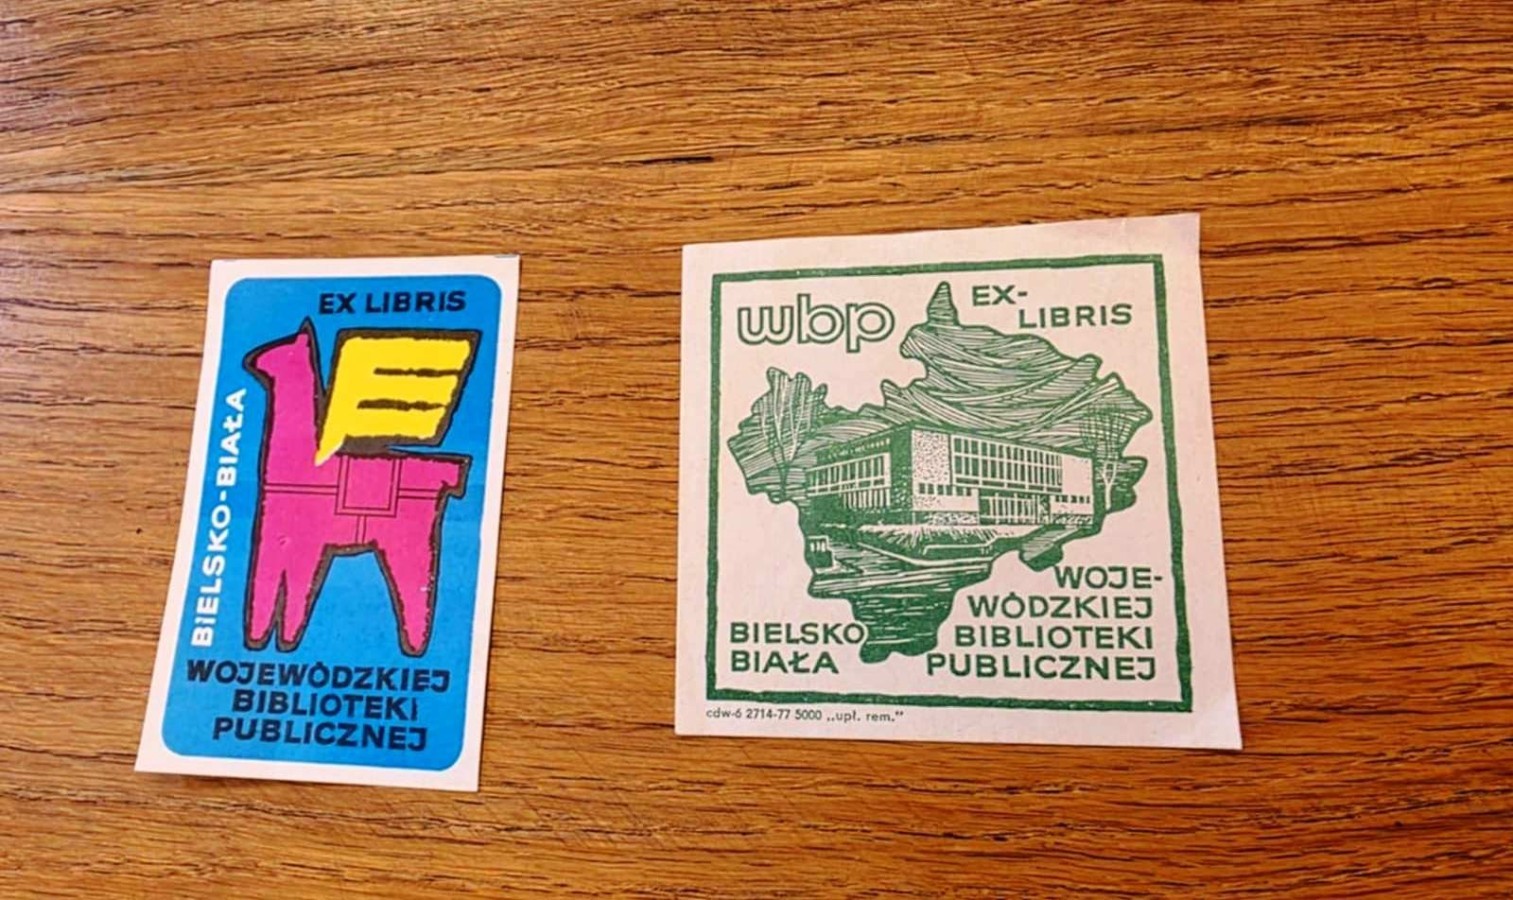 EX LIBRIS
BIELSKO-BIAŁA
WOJEWÓDZKIEJ
BIBLIOTEKI
PUBLICZNEJ
wbp
EX-
LIBRIS
WOJE-
WÓDZKIEJ
BIBLIOTEKI
PUBLICZNEJ
BIELSKO
BIAŁA
cdw-6 2714-77 5000 „upł. rem.”